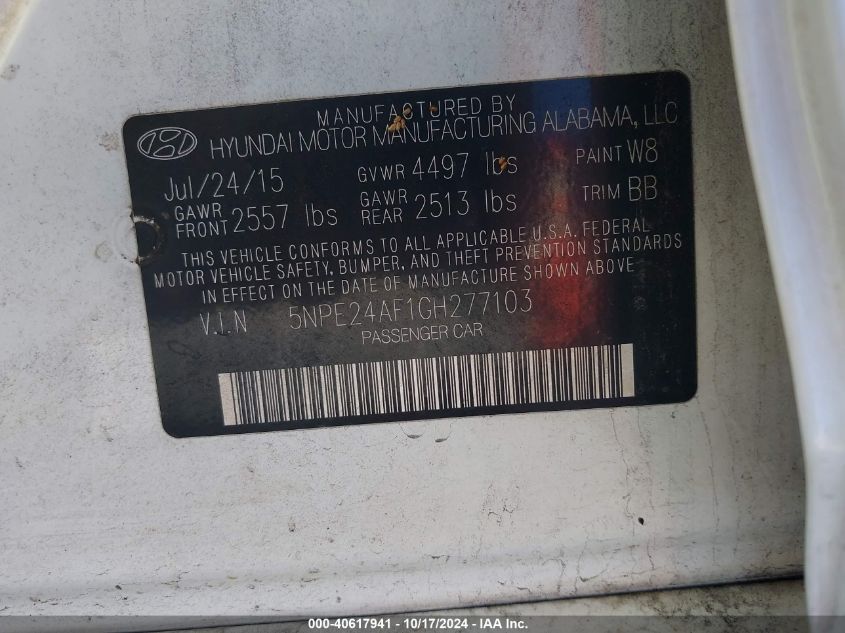 MANUFACTURED BY
HYUNDAI MOTOR MANUFACTURING ALABAMA, LLC
Jul/24/15 GVWR 4497 lbs PAINT W8
GAWR FRONT 2557 lbs GAWR REAR 2513 lbs TRIM BB
THIS VEHICLE CONFORMS TO ALL APPLICABLE U.S.A. FEDERAL
MOTOR VEHICLE SAFETY, BUMPER, AND THEFT PREVENTION STANDARDS
IN EFFECT ON THE DATE OF MANUFACTURE SHOWN ABOVE
V.I.N 5NPE24AF1GH277103
PASSENGER CAR
000-40617941 / 10/17/2024 - IAA Inc.